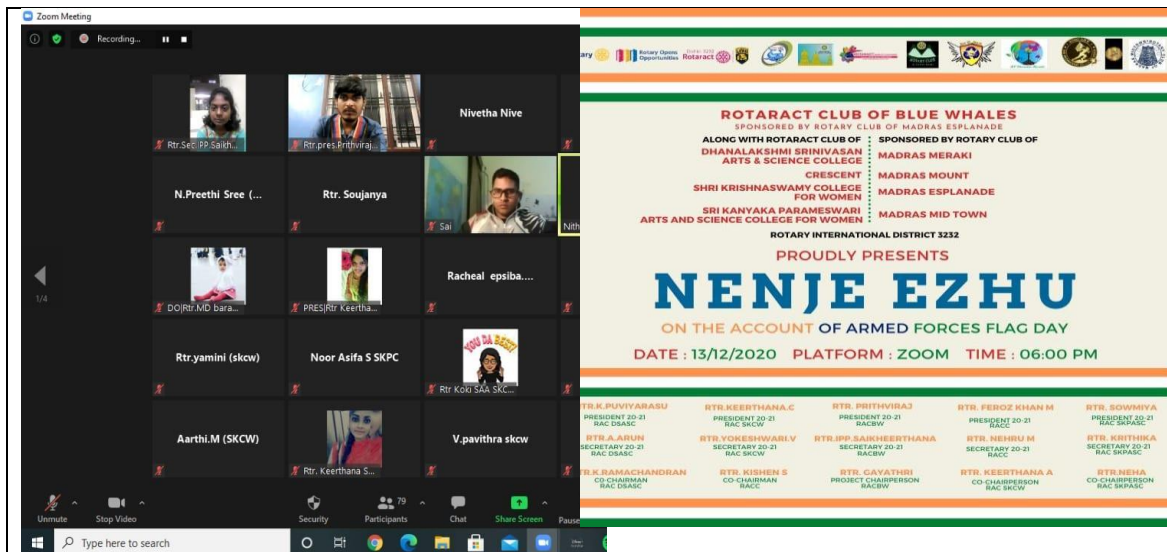 Zoom Meeting
Recording...
Rtr.Sec.IPP.Saikh...
Rtr.pres.Prithviraj...
Nivetha Nive
N.Preethi Sree (...
Rtr. Soujanya
Sai
Nith
1/4
DO|Rtr.MD bara...
PRES|Rtr Keertha...
Racheal epsiba....
Rtr.yamini (skcw)
Noor Asifa S SKPC
YOU DA BEST!
Rtr Koki SAA SKC...
Aarthi.M (SKCW)
Rtr. Keerthana S...
V.pavithra skcw
Unmute
Stop Video
Security
79
Participants
Chat
Share Screen
Pause
Type here to search
Rotary Opens
Opportunities
Rotaract
ROTARACT CLUB OF BLUE WHALES
SPONSORED BY ROTARY CLUB OF MADRAS ESPLANADE
ALONG WITH ROTARACT CLUB OF SPONSORED BY ROTARY CLUB OF
DHANALAKSHMI SRINIVASAN
ARTS & SCIENCE COLLEGE
MADRAS MERAKI
CRESCENT
MADRAS MOUNT
SHRI KRISHNASWAMY COLLEGE
FOR WOMEN
MADRAS ESPLANADE
SRI KANYAKA PARAMESWARI
ARTS AND SCIENCE COLLEGE FOR WOMEN
MADRAS MID TOWN
ROTARY INTERNATIONAL DISTRICT 3232
PROUDLY PRESENTS
NENJE EZHU
ON THE ACCOUNT OF ARMED FORCES FLAG DAY
DATE : 13/12/2020 PLATFORM : ZOOM TIME : 06:00 PM
RTR.K.PUVIYARASU
PRESIDENT 20-21
RAC DSASC
RTR.KEERTHANA.C
PRESIDENT 20-21
RAC SKCW
RTR. PRITHVIRAJ
PRESIDENT 20-21
RACBW
RTR. FEROZ KHAN M
PRESIDENT 20-21
RACC
RTR. SOWMIYA
PRESIDENT 20-21
RAC SKPASC
RTR.A.ARUN
SECRETARY 20-21
RAC DSASC
RTR.YOKESHWARI.V
SECRETARY 20-21
RAC SKCW
RTR.IPP.SAIKHEERTHANA
SECRETARY 20-21
RACBW
RTR. NEHRU M
SECRETARY 20-21
RACC
RTR. KRITHIKA
SECRETARY 20-21
RAC SKPASC
RTR.K.RAMACHANDRAN
CO-CHAIRMAN
RAC DSASC
RTR. KISHEN S
CO-CHAIRMAN
RACC
RTR. GAYATHRI
PROJECT CHAIRPERSON
RACBW
RTR. KEERTHANA A
CO-CHAIRPERSON
RAC SKCW
RTR.NEHA
CO-CHAIRPERSON
RAC SKPASC